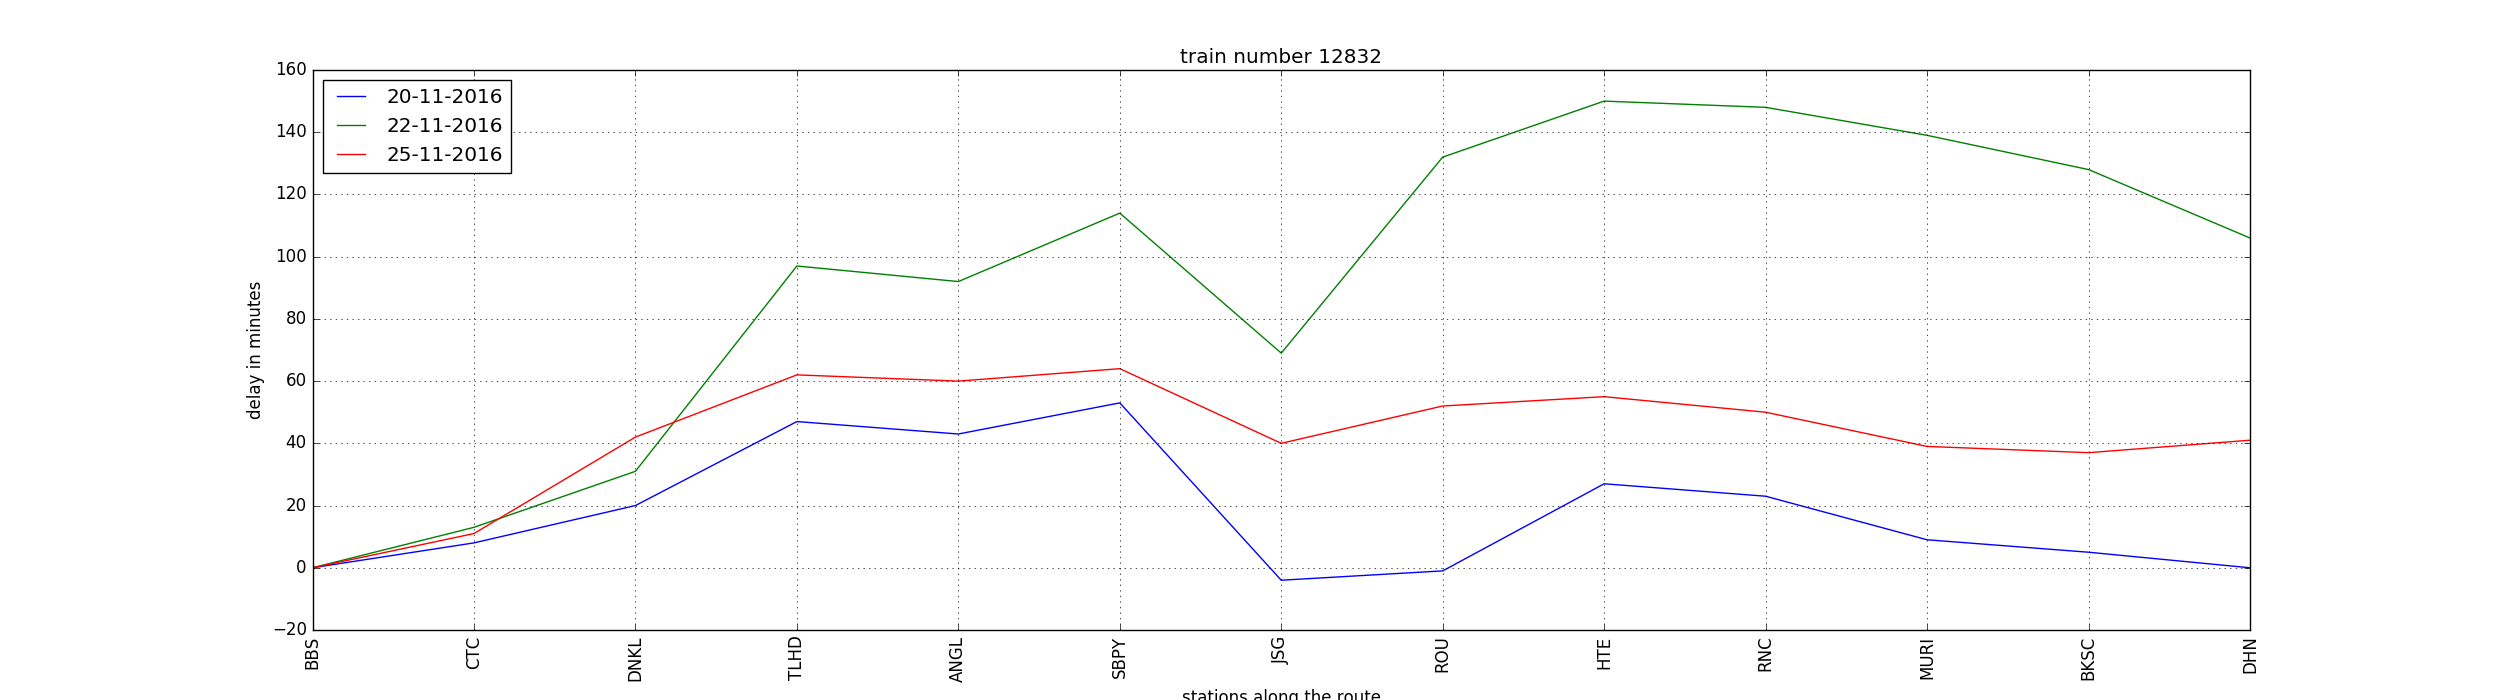 train number 12832
160
140
120
100
80
60
40
20
0
−20
delay in minutes
20-11-2016
22-11-2016
25-11-2016
BBS
CTC
DNKL
TLHD
ANGL
SBPY
JSG
ROU
HTE
RNC
MURI
BKSC
DHN
stations along the route